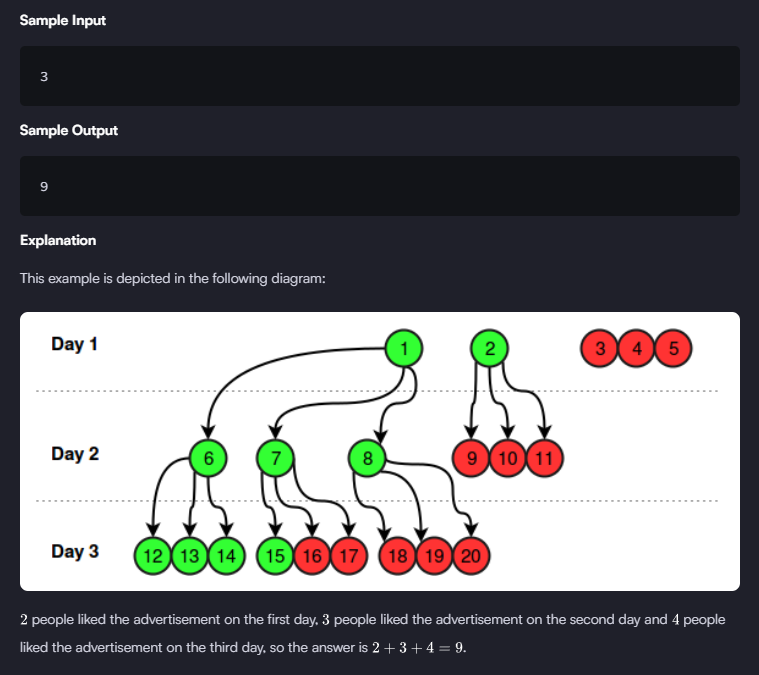 Sample Input
3
Sample Output
9
Explanation
This example is depicted in the following diagram:
Day 1 1 2 3 4 5
Day 2 6 7 8 9 10 11
Day 3 12 13 14 15 16 17 18 19 20
2 people liked the advertisement on the first day, 3 people liked the advertisement on the second day and 4 people
liked the advertisement on the third day, so the answer is 2 + 3 + 4 = 9.